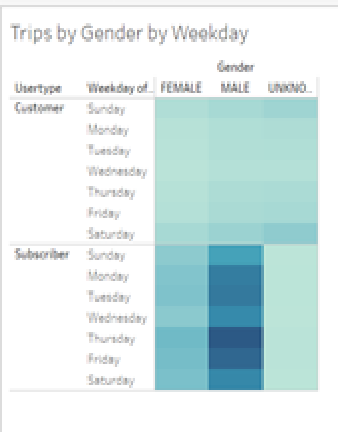 Trips by Gender by Weekday
Gender
Usertype Weekday of.. FEMALE MALE UNKNO..
Customer Sunday
Monday
Tuesday
Wednesday
Thursday
Friday
Saturday
Subscriber Sunday
Monday
Tuesday
Wednesday
Thursday
Friday
Saturday